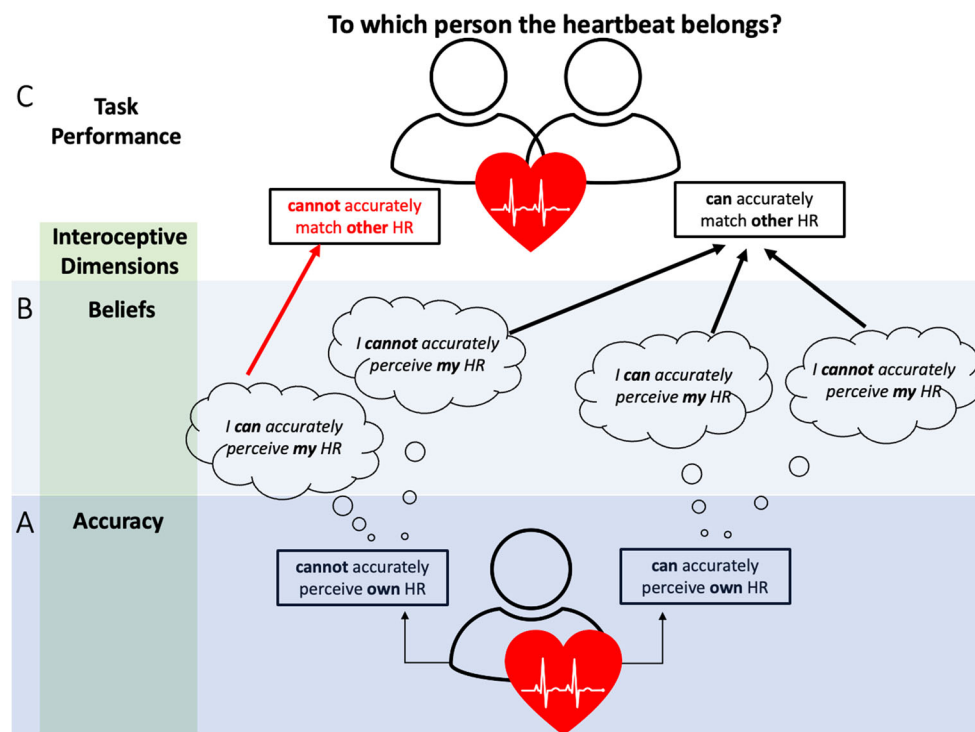 To which person the heartbeat belongs?
C
Task
Performance
cannot accurately
match other HR
can accurately
match other HR
Interoceptive
Dimensions
B
Beliefs
I cannot accurately
perceive my HR
I can accurately
perceive my HR
I cannot accurately
perceive my HR
I can accurately
perceive my HR
A
Accuracy
cannot accurately
perceive own HR
can accurately
perceive own HR